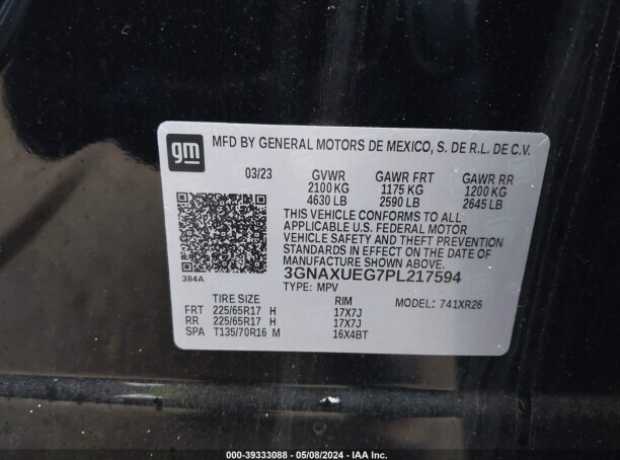 gm
MFD BY GENERAL MOTORS DE MEXICO, S. DE R.L. DE C.V.
03/23 GVWR GAWR FRT GAWR RR
2100 KG 1175 KG 1200 KG
4630 LB 2590 LB 2645 LB
THIS VEHICLE CONFORMS TO ALL
APPLICABLE U.S. FEDERAL MOTOR
VEHICLE SAFETY AND THEFT PREVENTION
STANDARDS IN EFFECT ON THE DATE OF
MANUFACTURE SHOWN ABOVE.
3GNAXUEG7PL217594
384A
TYPE: MPV
TIRE SIZE RIM MODEL: 741XR26
FRT 225/65R17 H 17X7J
RR 225/65R17 H 17X7J
SPA T135/70R16 M 16X4BT
000-39333088 - 05/08/2024 - IAA Inc.